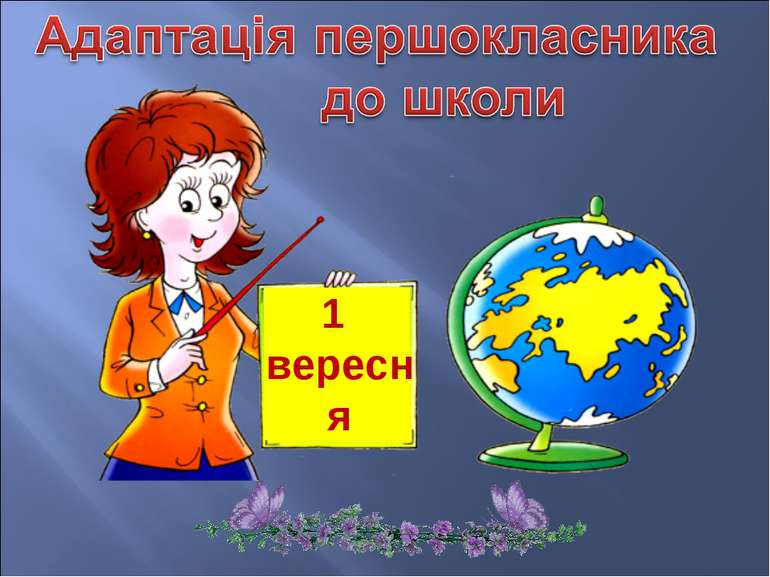 Адаптація першокласника
до школи
1
вересн
я